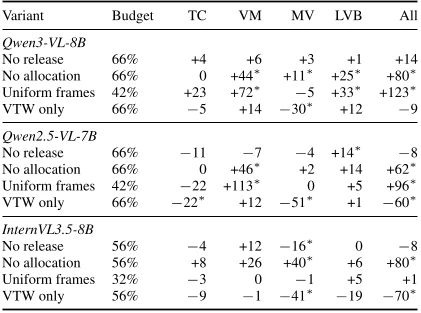 Variant Budget TC VM MV LVB All
Qwen3-VL-8B
No release 66% +4 +6 +3 +1 +14
No allocation 66% 0 +44* +11* +25* +80*
Uniform frames 42% +23 +72* −5 +33* +123*
VTW only 66% −5 +14 −30* +12 −9
Qwen2.5-VL-7B
No release 66% −11 −7 −4 +14* −8
No allocation 66% 0 +46* +2 +14 +62*
Uniform frames 42% −22 +113* 0 +5 +96*
VTW only 66% −22* +12 −51* +1 −60*
InternVL3.5-8B
No release 56% −4 +12 −16* 0 −8
No allocation 56% +8 +26 +40* +6 +80*
Uniform frames 32% −3 0 −1 +5 +1
VTW only 56% −9 −1 −41* −19 −70*